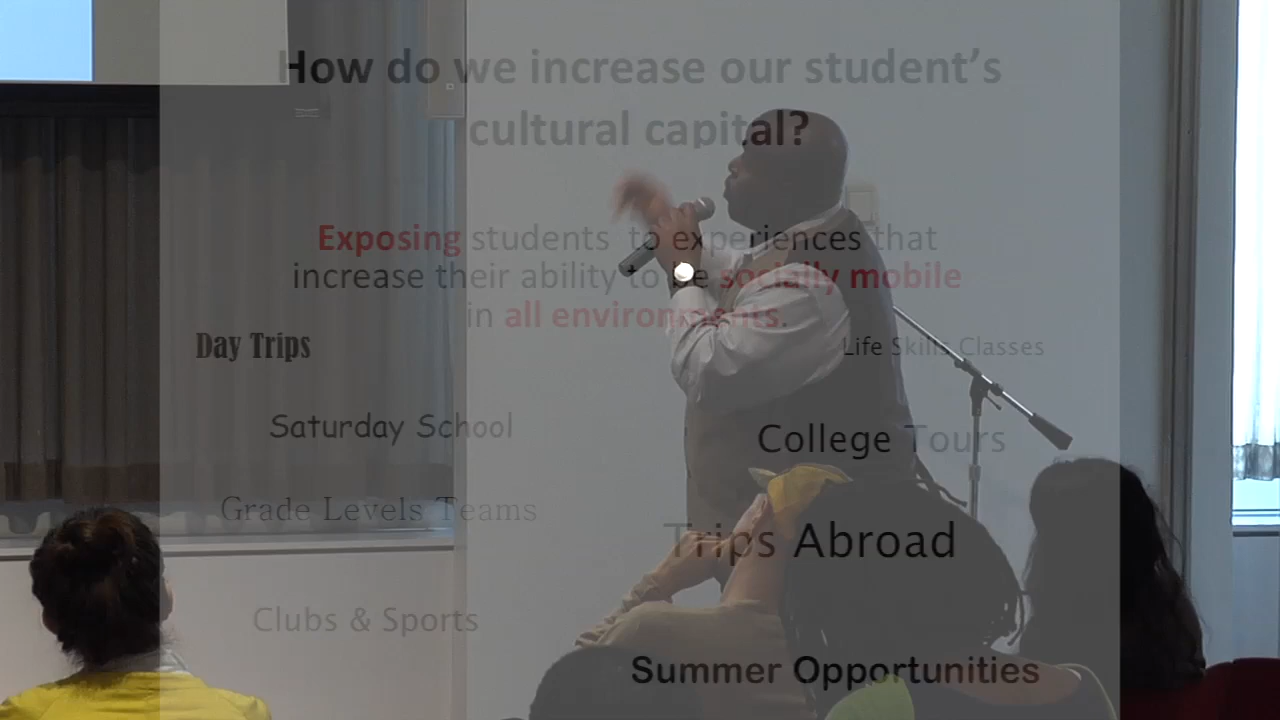 How do we increase our student's
cultural capital?
Exposing students to experiences that
increase their ability to be socially mobile
in all environments.
Day Trips
Life Skills Classes
Saturday School
College Tours
Grade Levels Teams
Trips Abroad
Clubs & Sports
Summer Opportunities